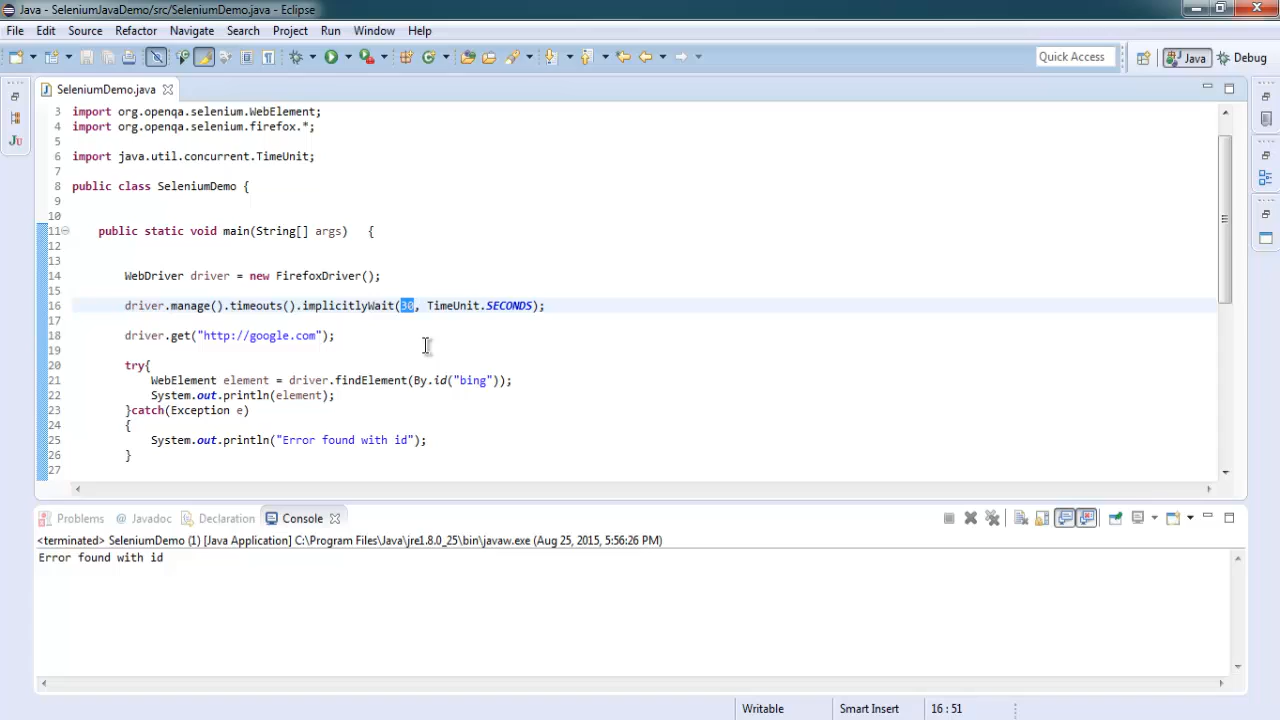 Java - SeleniumJavaDemo/src/SeleniumDemo.java - Eclipse
File Edit Source Refactor Navigate Search Project Run Window Help
Quick Access Java Debug
SeleniumDemo.java
3 import org.openqa.selenium.WebElement;
4 import org.openqa.selenium.firefox.*;
5
6 import java.util.concurrent.TimeUnit;
7
8 public class SeleniumDemo {
9
10
11 public static void main(String[] args) {
12
13
14 WebDriver driver = new FirefoxDriver();
15
16 driver.manage().timeouts().implicitlyWait(30, TimeUnit.SECONDS);
17
18 driver.get("http://google.com");
19
20 try{
21 WebElement element = driver.findElement(By.id("bing"));
22 System.out.println(element);
23 }catch(Exception e)
24 {
25 System.out.println("Error found with id");
26 }
27
Problems @ Javadoc Declaration Console
<terminated> SeleniumDemo (1) [Java Application] C:\Program Files\Java\jre1.8.0_25\bin\javaw.exe (Aug 25, 2015, 5:56:26 PM)
Error found with id
Writable Smart Insert 16 : 51